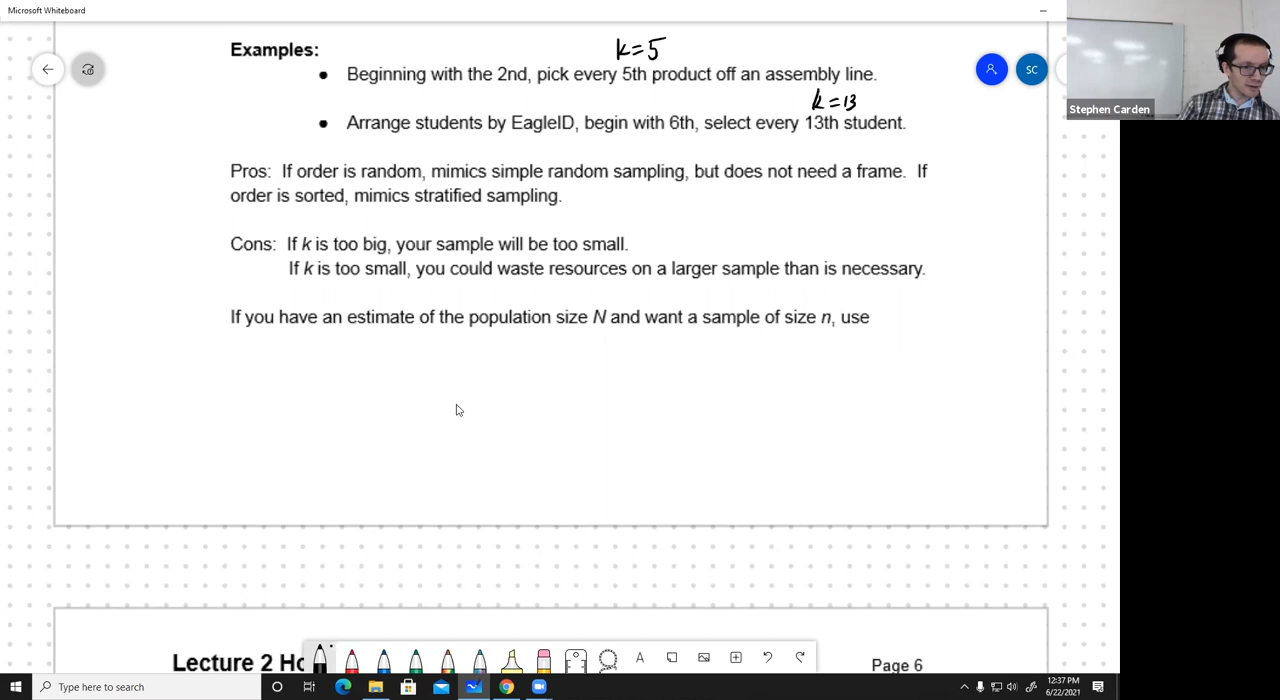 Microsoft Whiteboard
Examples:
k=5
Beginning with the 2nd, pick every 5th product off an assembly line.
k=13
Arrange students by EagleID, begin with 6th, select every 13th student.
Pros: If order is random, mimics simple random sampling, but does not need a frame. If
order is sorted, mimics stratified sampling.
Cons: If k is too big, your sample will be too small.
If k is too small, you could waste resources on a larger sample than is necessary.
If you have an estimate of the population size N and want a sample of size n, use
SC
Stephen Carden
Lecture 2 Ho
Page 6
A
Type here to search
12:37 PM
6/22/2021